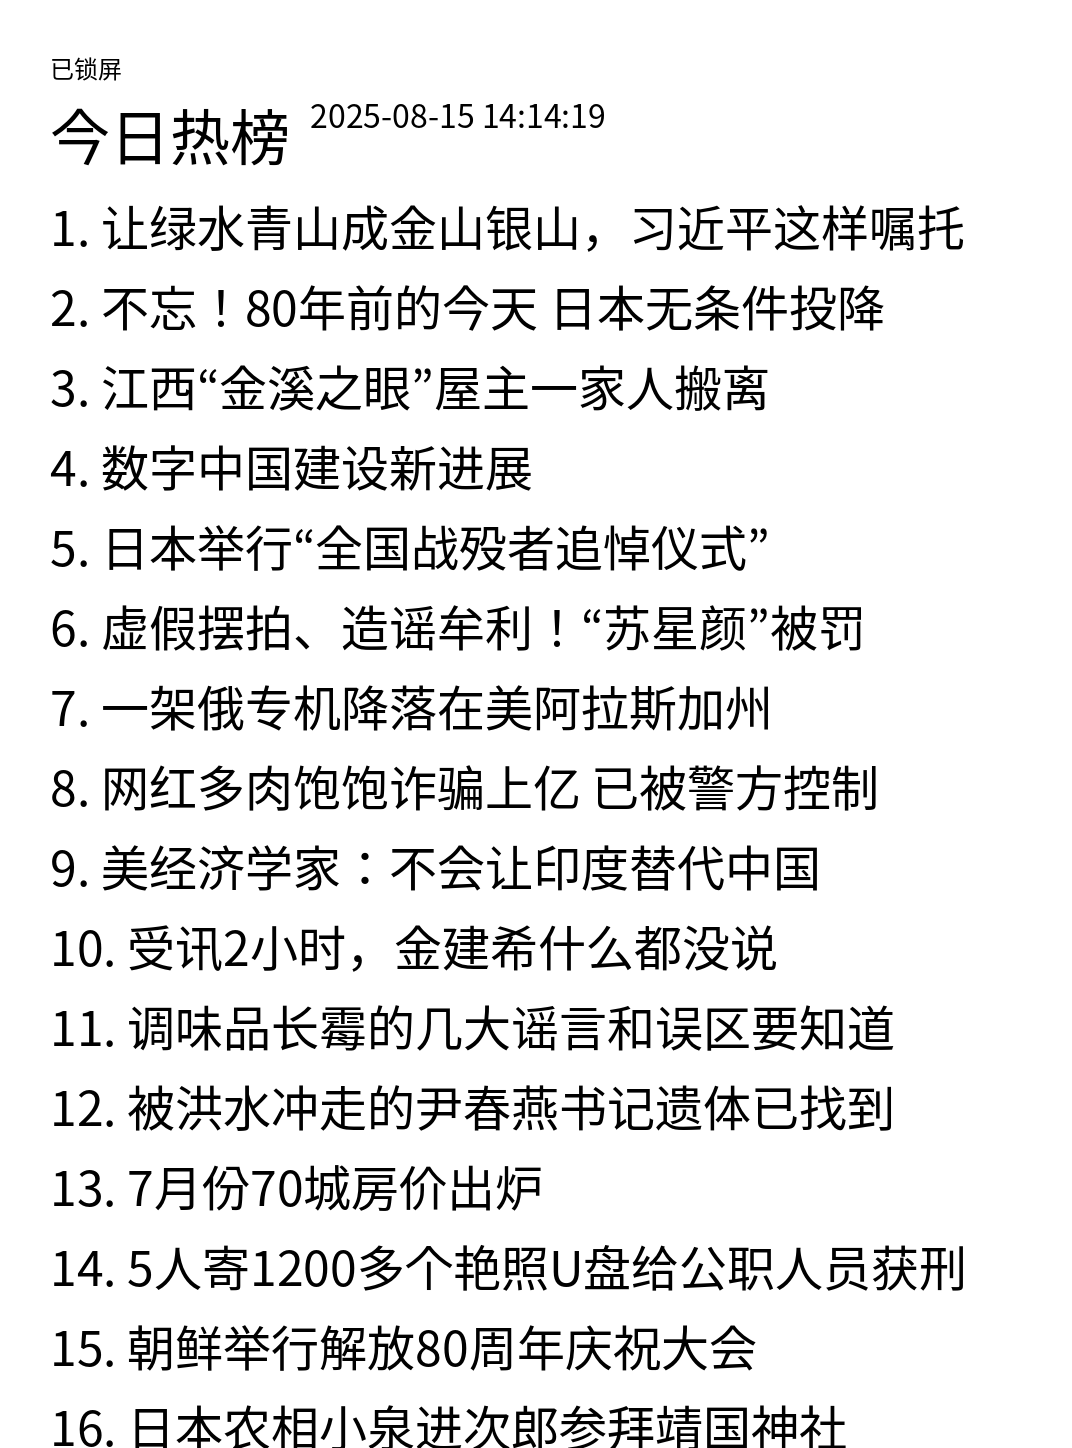 已锁屏
今日热榜 2025-08-15 14:14:19
1. 让绿水青山成金山银山，习近平这样嘱托
2. 不忘！80年前的今天 日本无条件投降
3. 江西“金溪之眼”屋主一家人搬离
4. 数字中国建设新进展
5. 日本举行“全国战殁者追悼仪式”
6. 虚假摆拍、造谣牟利！“苏星颜”被罚
7. 一架俄专机降落在美阿拉斯加州
8. 网红多肉饱饱诈骗上亿 已被警方控制
9. 美经济学家：不会让印度替代中国
10. 受讯2小时，金建希什么都没说
11. 调味品长霉的几大谣言和误区要知道
12. 被洪水冲走的尹春燕书记遗体已找到
13. 7月份70城房价出炉
14. 5人寄1200多个艳照U盘给公职人员获刑
15. 朝鲜举行解放80周年庆祝大会
16. 日本农相小泉进次郎参拜靖国神社